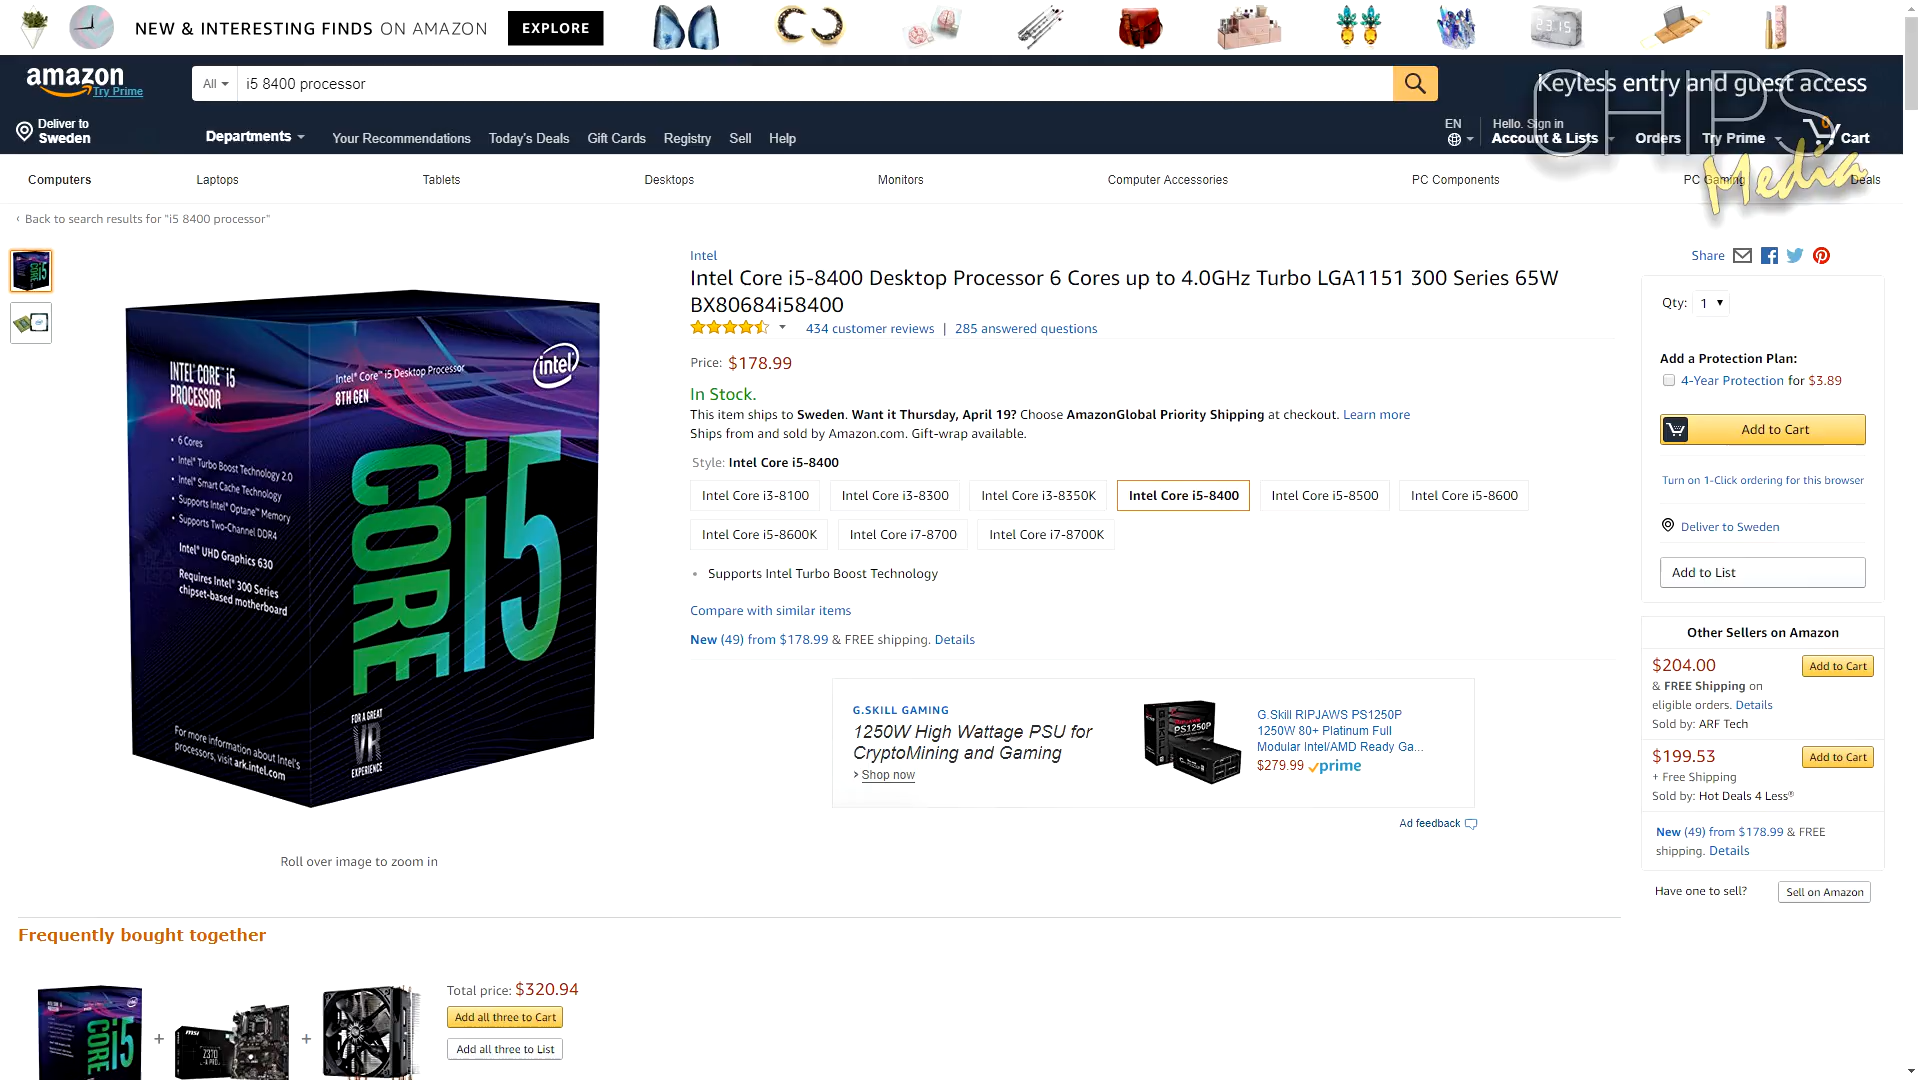 NEW & INTERESTING FINDS ON AMAZON EXPLORE
23:15
amazon
Try Prime
All i5 8400 processor
Keyless entry and guest access
CHIPS
Media
Deliver to
Sweden
Departments Your Recommendations Today's Deals Gift Cards Registry Sell Help
EN
Hello. Sign in
Account & Lists Orders Try Prime 0 Cart
Computers Laptops Tablets Desktops Monitors Computer Accessories PC Components PC Gaming Deals
‹ Back to search results for "i5 8400 processor"
INTEL® CORE™ i5
PROCESSOR
Intel® Core™ i5 Desktop Processor
8TH GEN
intel
• 6 Cores
• Intel® Turbo Boost Technology 2.0
• Intel® Smart Cache Technology
• Supports Intel® Optane™ Memory
• Supports Two-Channel DDR4
Intel® UHD Graphics 630
Requires Intel® 300 Series
chipset-based motherboard
CORE i5
FOR A GREAT
VR
EXPERIENCE
For more information about Intel's
processors, visit ark.intel.com
Roll over image to zoom in
Intel
Intel Core i5-8400 Desktop Processor 6 Cores up to 4.0GHz Turbo LGA1151 300 Series 65W
BX80684i58400
434 customer reviews | 285 answered questions
Price: $178.99
In Stock.
This item ships to Sweden. Want it Thursday, April 19? Choose AmazonGlobal Priority Shipping at checkout. Learn more
Ships from and sold by Amazon.com. Gift-wrap available.
Style: Intel Core i5-8400
Intel Core i3-8100 Intel Core i3-8300 Intel Core i3-8350K Intel Core i5-8400 Intel Core i5-8500 Intel Core i5-8600
Intel Core i5-8600K Intel Core i7-8700 Intel Core i7-8700K
• Supports Intel Turbo Boost Technology
Compare with similar items
New (49) from $178.99 & FREE shipping. Details
G.SKILL GAMING
1250W High Wattage PSU for
CryptoMining and Gaming
› Shop now
PS1250P
G.Skill RIPJAWS PS1250P
1250W 80+ Platinum Full
Modular Intel/AMD Ready Ga...
$279.99 prime
Ad feedback
Share
Qty: 1
Add a Protection Plan:
4-Year Protection for $3.89
Add to Cart
Turn on 1-Click ordering for this browser
Deliver to Sweden
Add to List
Other Sellers on Amazon
$204.00 Add to Cart
& FREE Shipping on
eligible orders. Details
Sold by: ARF Tech
$199.53 Add to Cart
+ Free Shipping
Sold by: Hot Deals 4 Less®
New (49) from $178.99 & FREE
shipping. Details
Have one to sell? Sell on Amazon
Frequently bought together
CORE i5
+
msi
Z370
+
Total price: $320.94
Add all three to Cart
Add all three to List